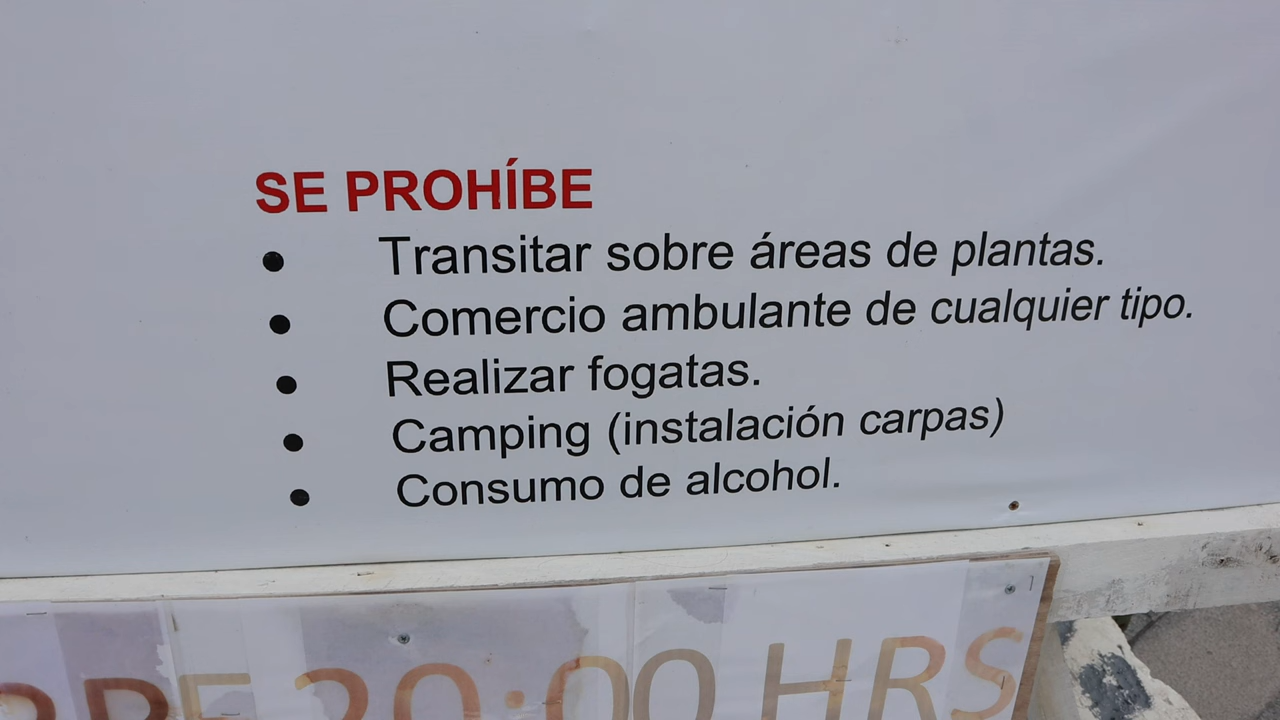 SE PROHÍBE
• Transitar sobre áreas de plantas.
• Comercio ambulante de cualquier tipo.
• Realizar fogatas.
• Camping (instalación carpas)
• Consumo de alcohol.
20:00 HRS